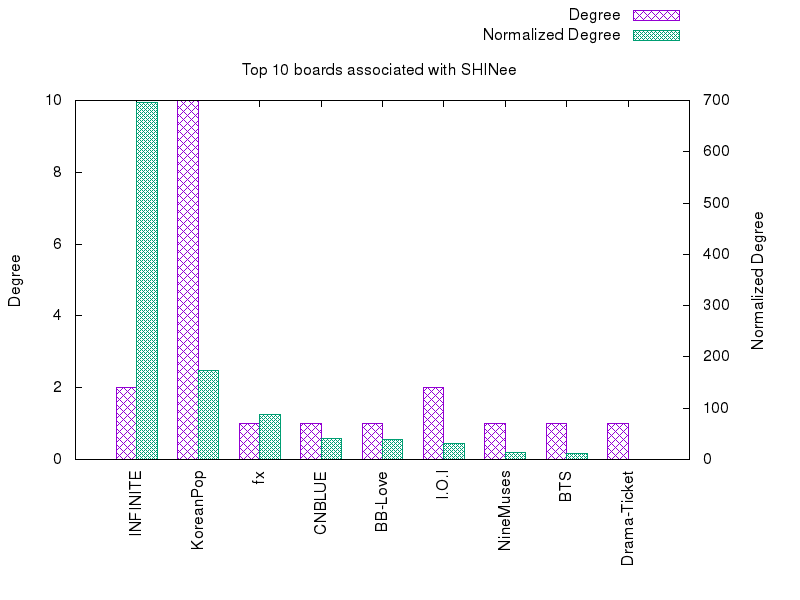 Degree
Normalized Degree
Top 10 boards associated with SHINee
10
8
6
4
2
0
Degree
700
600
500
400
300
200
100
0
Normalized Degree
INFINITE
KoreanPop
fx
CNBLUE
BB-Love
I.O.I
NineMuses
BTS
Drama-Ticket